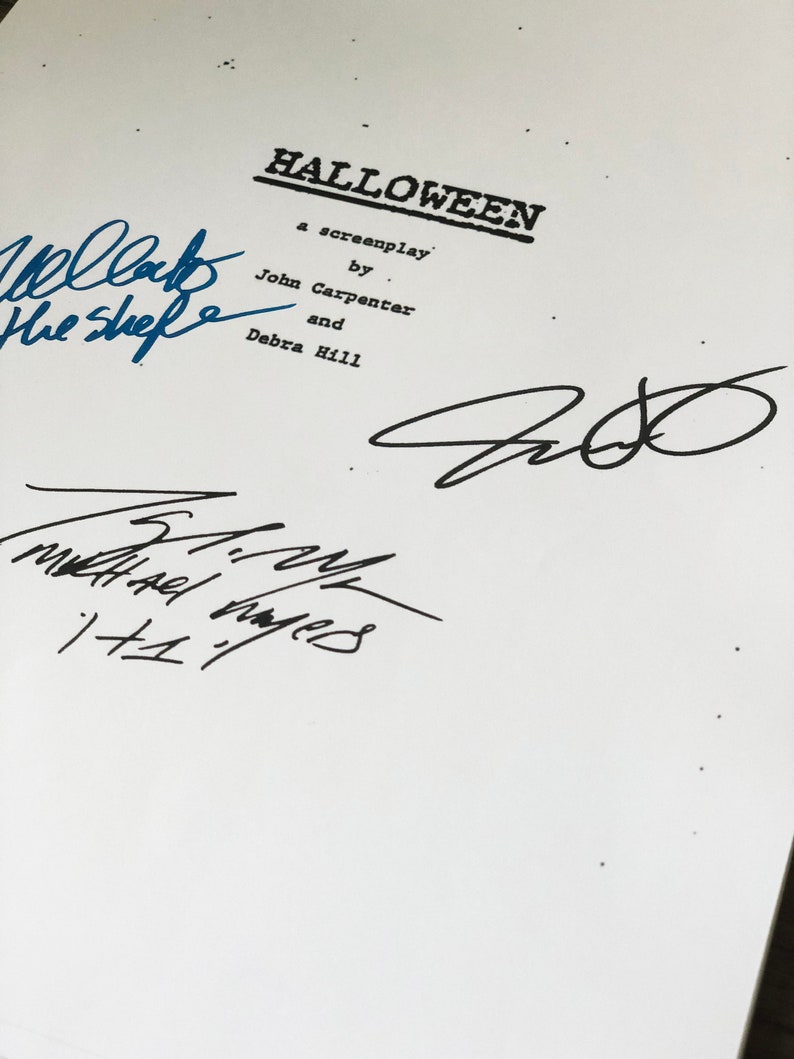 HALLOWEEN
a screenplay
by
John Carpenter
and
Debra Hill
the Shape
Michael Myers